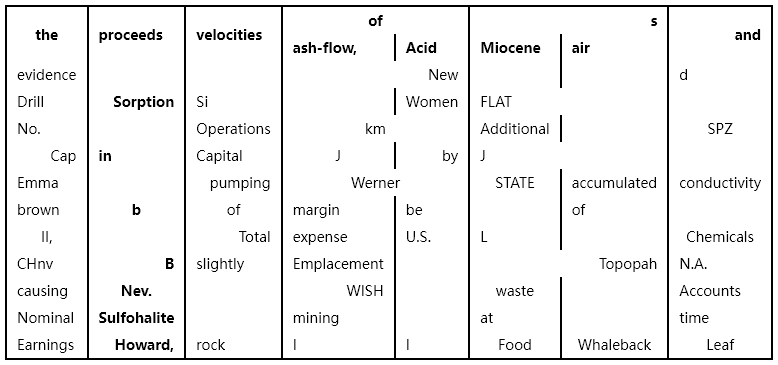 of s
the proceeds velocities and
ash-flow, Acid Miocene air
evidence New d
Drill Sorption Si Women FLAT
No. Operations km Additional SPZ
Cap in Capital J by J
Emma pumping Werner STATE accumulated conductivity
brown b of margin be of
II, Total expense U.S. L Chemicals
CHnv B slightly Emplacement Topopah N.A.
causing Nev. WISH waste Accounts
Nominal Sulfohalite mining at time
Earnings Howard, rock I I Food Whaleback Leaf